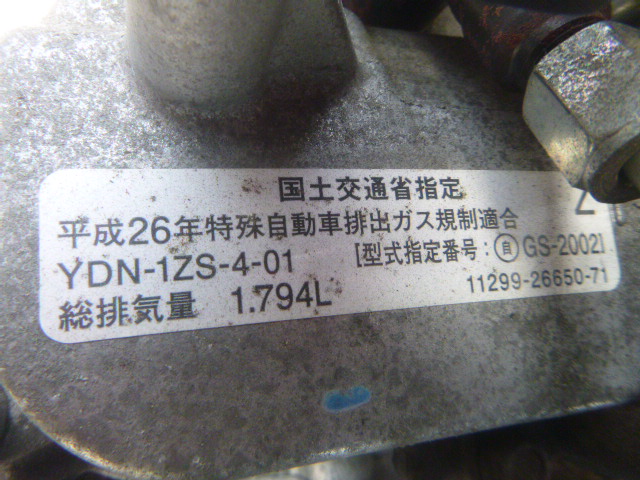 国土交通省指定
Z
平成26年特殊自動車排出ガス規制適合
YDN-1ZS-4-01 [型式指定番号:自GS-2002]
総排気量 1.794L 11299-26650-71